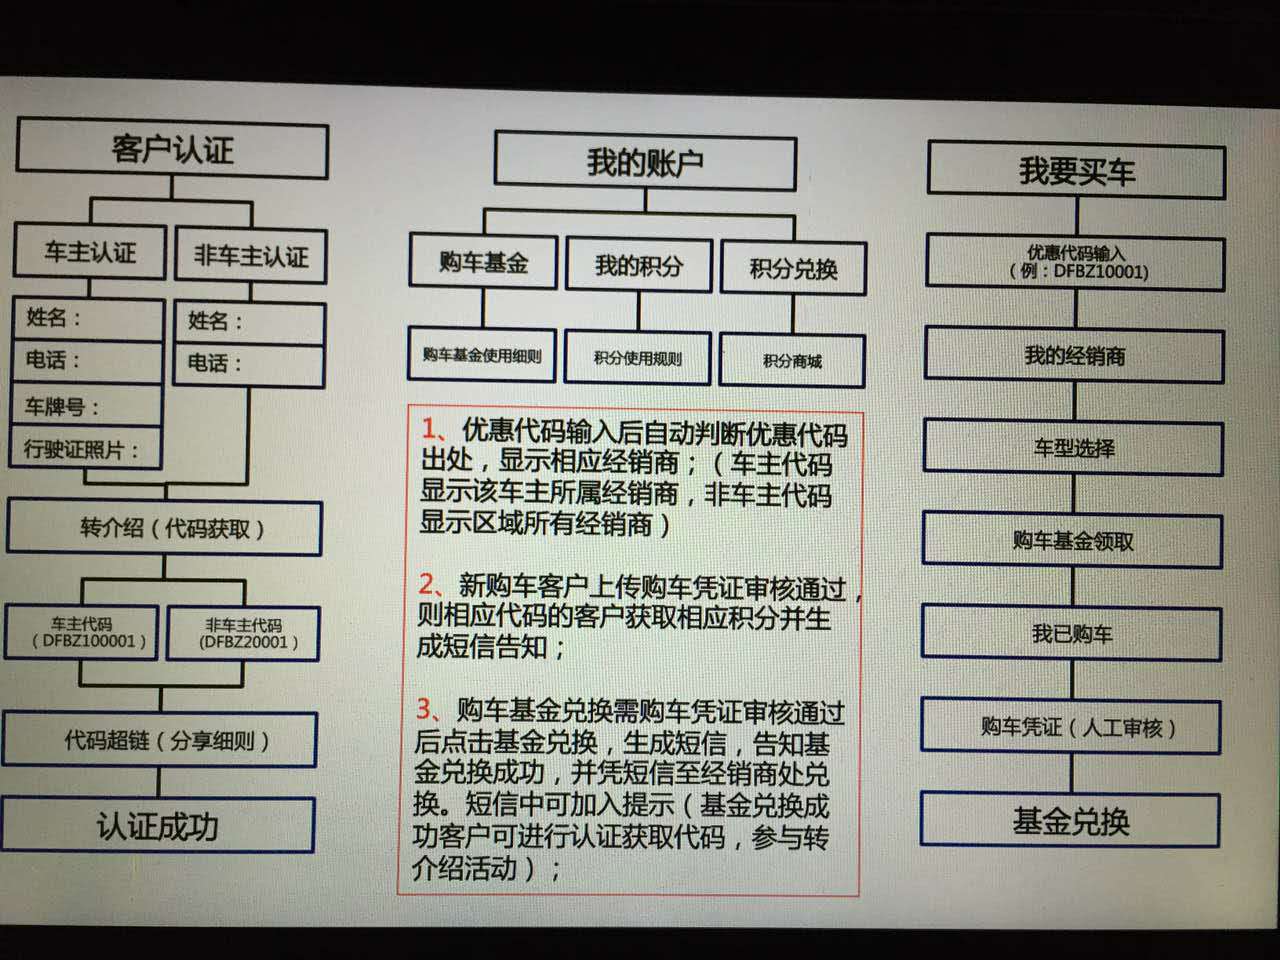 客户认证
车主认证
非车主认证
姓名：
电话：
车牌号：
行驶证照片：
姓名：
电话：
转介绍（代码获取）
车主代码
（DFBZ100001）
非车主代码
(DFBZ20001）
代码超链（分享细则）
认证成功
我的账户
购车基金
我的积分
积分兑换
购车基金使用细则
积分使用规则
积分商城
1、优惠代码输入后自动判断优惠代码
出处，显示相应经销商；（车主代码
显示该车主所属经销商，非车主代码
显示区域所有经销商）
2、新购车客户上传购车凭证审核通过，
则相应代码的客户获取相应积分并生
成短信告知；
3、购车基金兑换需购车凭证审核通过
后点击基金兑换，生成短信，告知基
金兑换成功，并凭短信至经销商处兑
换。短信中可加入提示（基金兑换成
功客户可进行认证获取代码，参与转
介绍活动）；
我要买车
优惠代码输入
（例：DFBZ10001)
我的经销商
车型选择
购车基金领取
我已购车
购车凭证（人工审核）
基金兑换